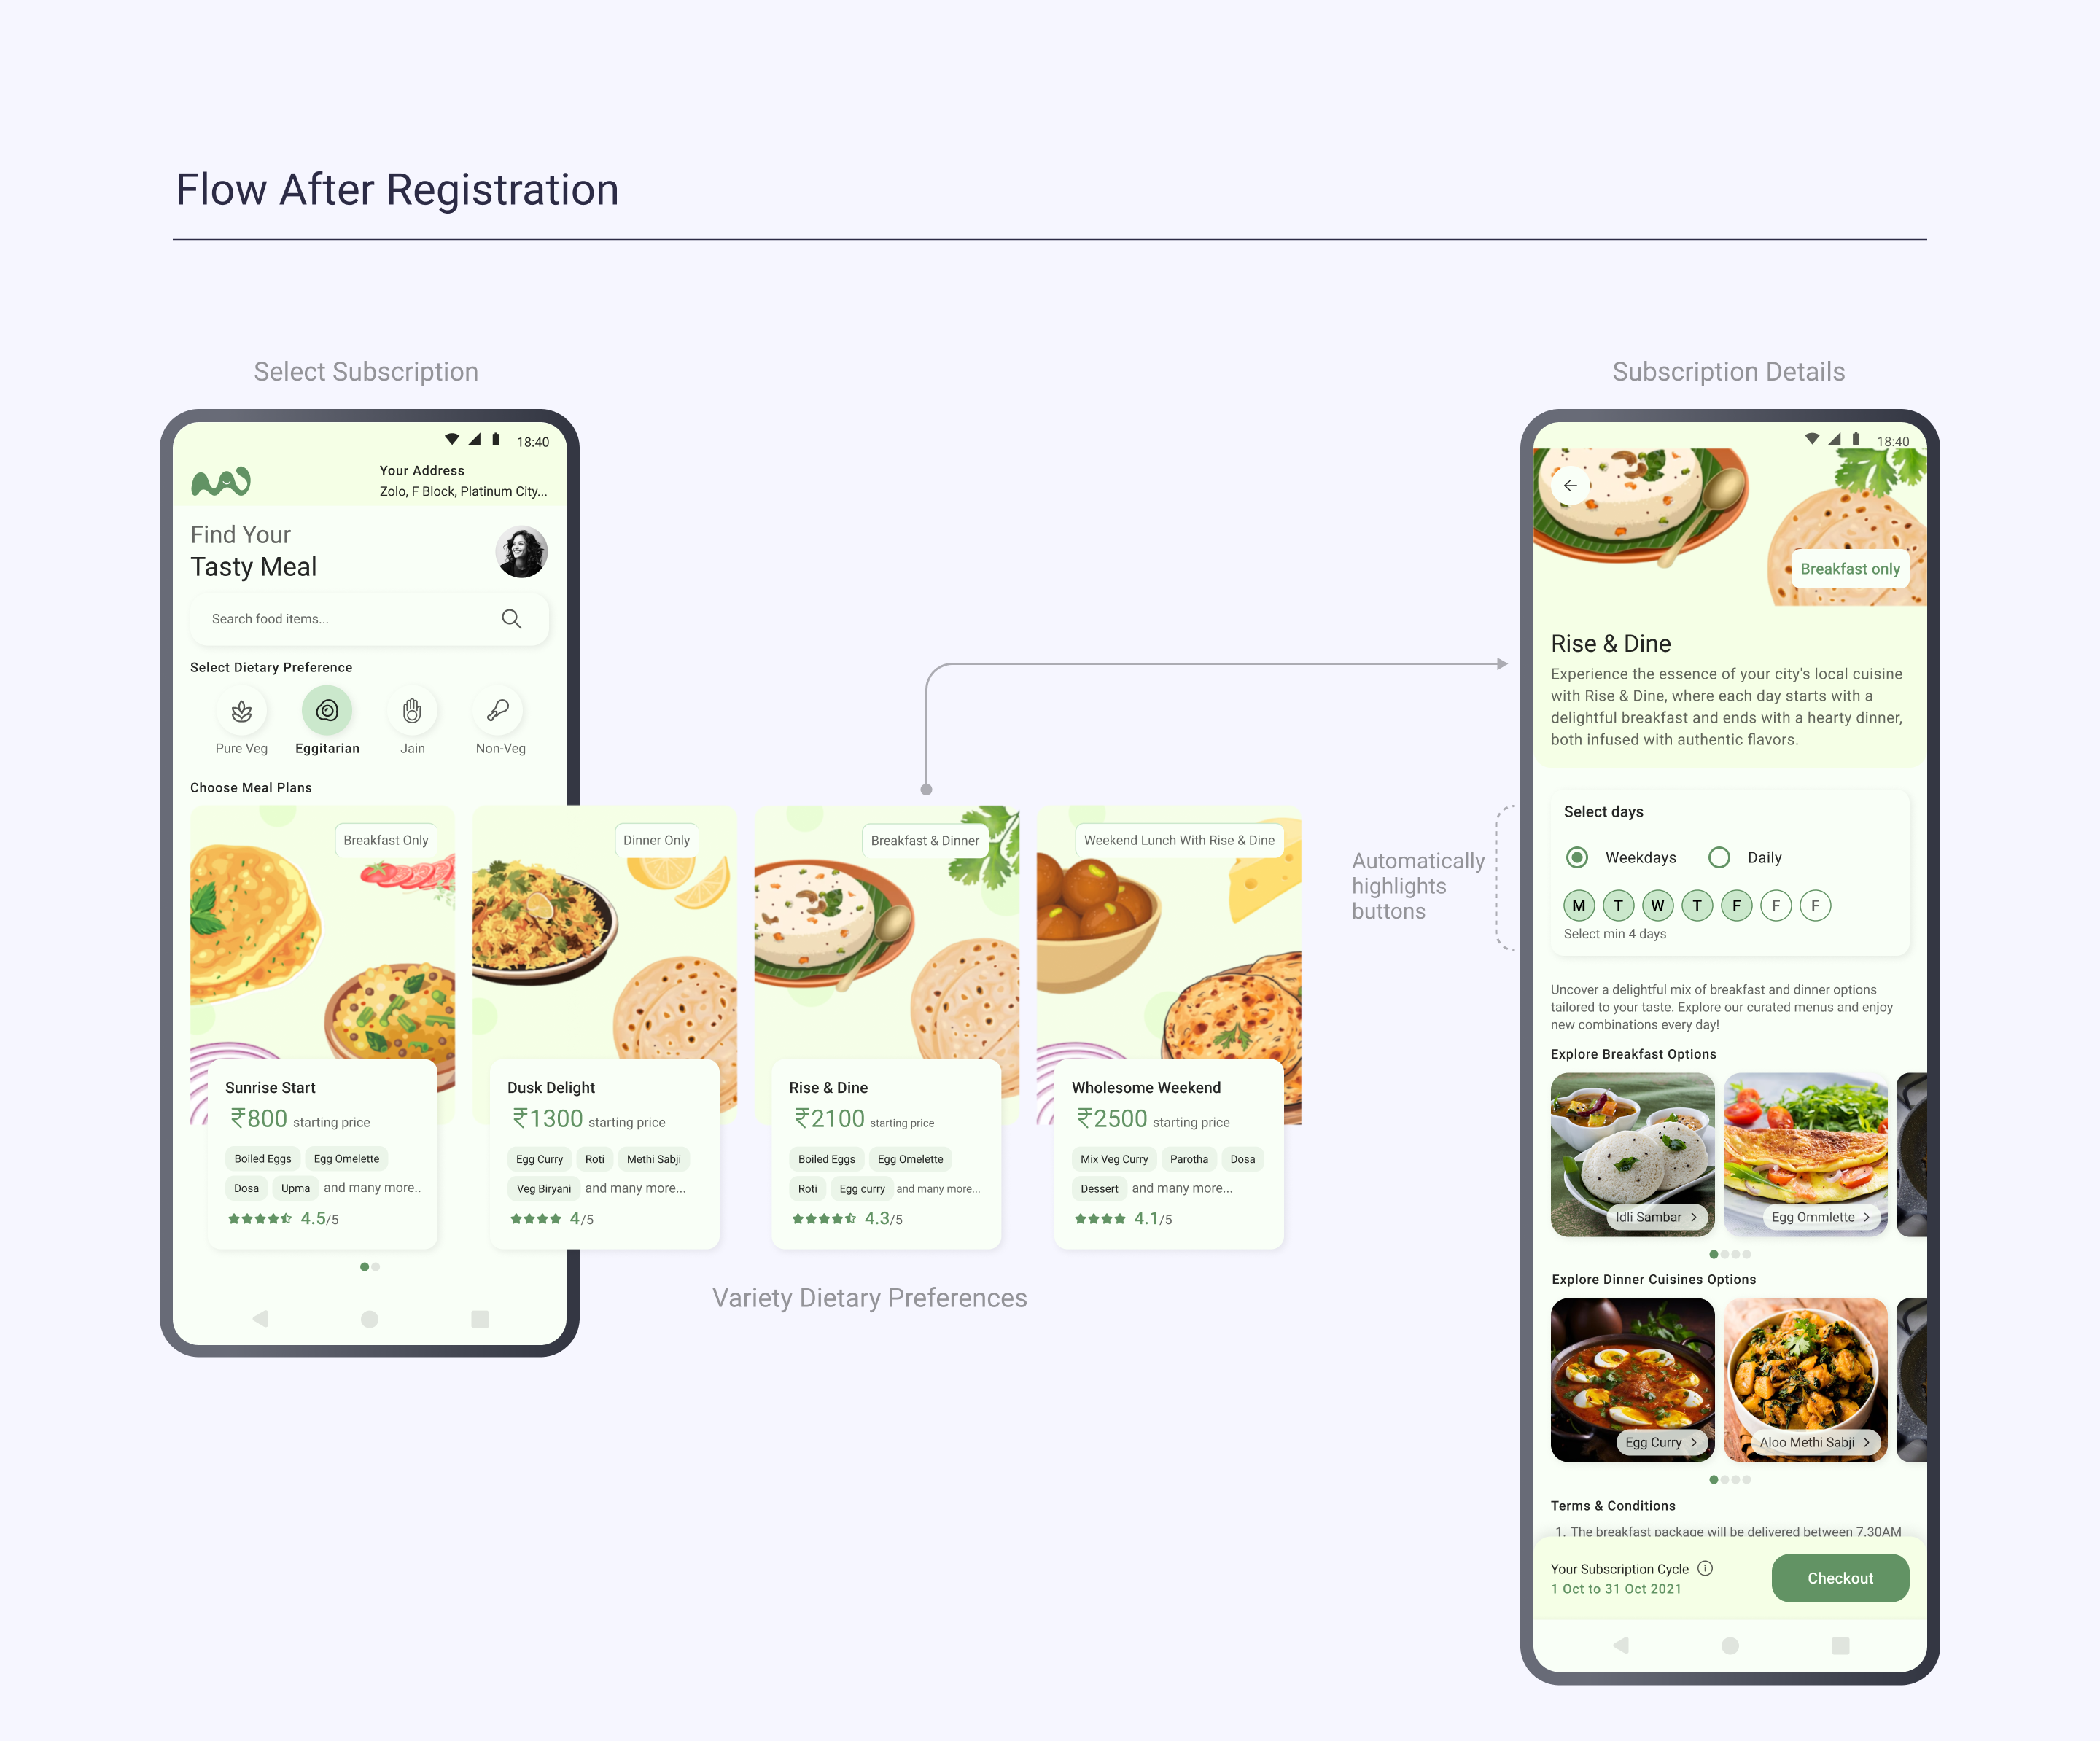 Flow After Registration
Select Subscription
18:40
Your Address
Zolo, F Block, Platinum City...
Find Your
Tasty Meal
Search food items...
Select Dietary Preference
Pure Veg
Eggitarian
Jain
Non-Veg
Choose Meal Plans
Breakfast Only
Sunrise Start
₹800 starting price
Boiled Eggs Egg Omelette
Dosa Upma and many more..
4.5/5
Dinner Only
Dusk Delight
₹1300 starting price
Egg Curry Roti Methi Sabji
Veg Biryani and many more...
4/5
Breakfast & Dinner
Rise & Dine
₹2100 starting price
Boiled Eggs Egg Omelette
Roti Egg curry and many more...
4.3/5
Weekend Lunch With Rise & Dine
Wholesome Weekend
₹2500 starting price
Mix Veg Curry Parotha Dosa
Dessert and many more...
4.1/5
Variety Dietary Preferences
Automatically
highlights
buttons
Subscription Details
18:40
Breakfast only
Rise & Dine
Experience the essence of your city's local cuisine
with Rise & Dine, where each day starts with a
delightful breakfast and ends with a hearty dinner,
both infused with authentic flavors.
Select days
Weekdays Daily
M T W T F F F
Select min 4 days
Uncover a delightful mix of breakfast and dinner options
tailored to your taste. Explore our curated menus and enjoy
new combinations every day!
Explore Breakfast Options
Idli Sambar
Egg Ommlette
Explore Dinner Cuisines Options
Egg Curry
Aloo Methi Sabji
Terms & Conditions
1. The breakfast package will be delivered between 7.30AM
Your Subscription Cycle
1 Oct to 31 Oct 2021
Checkout